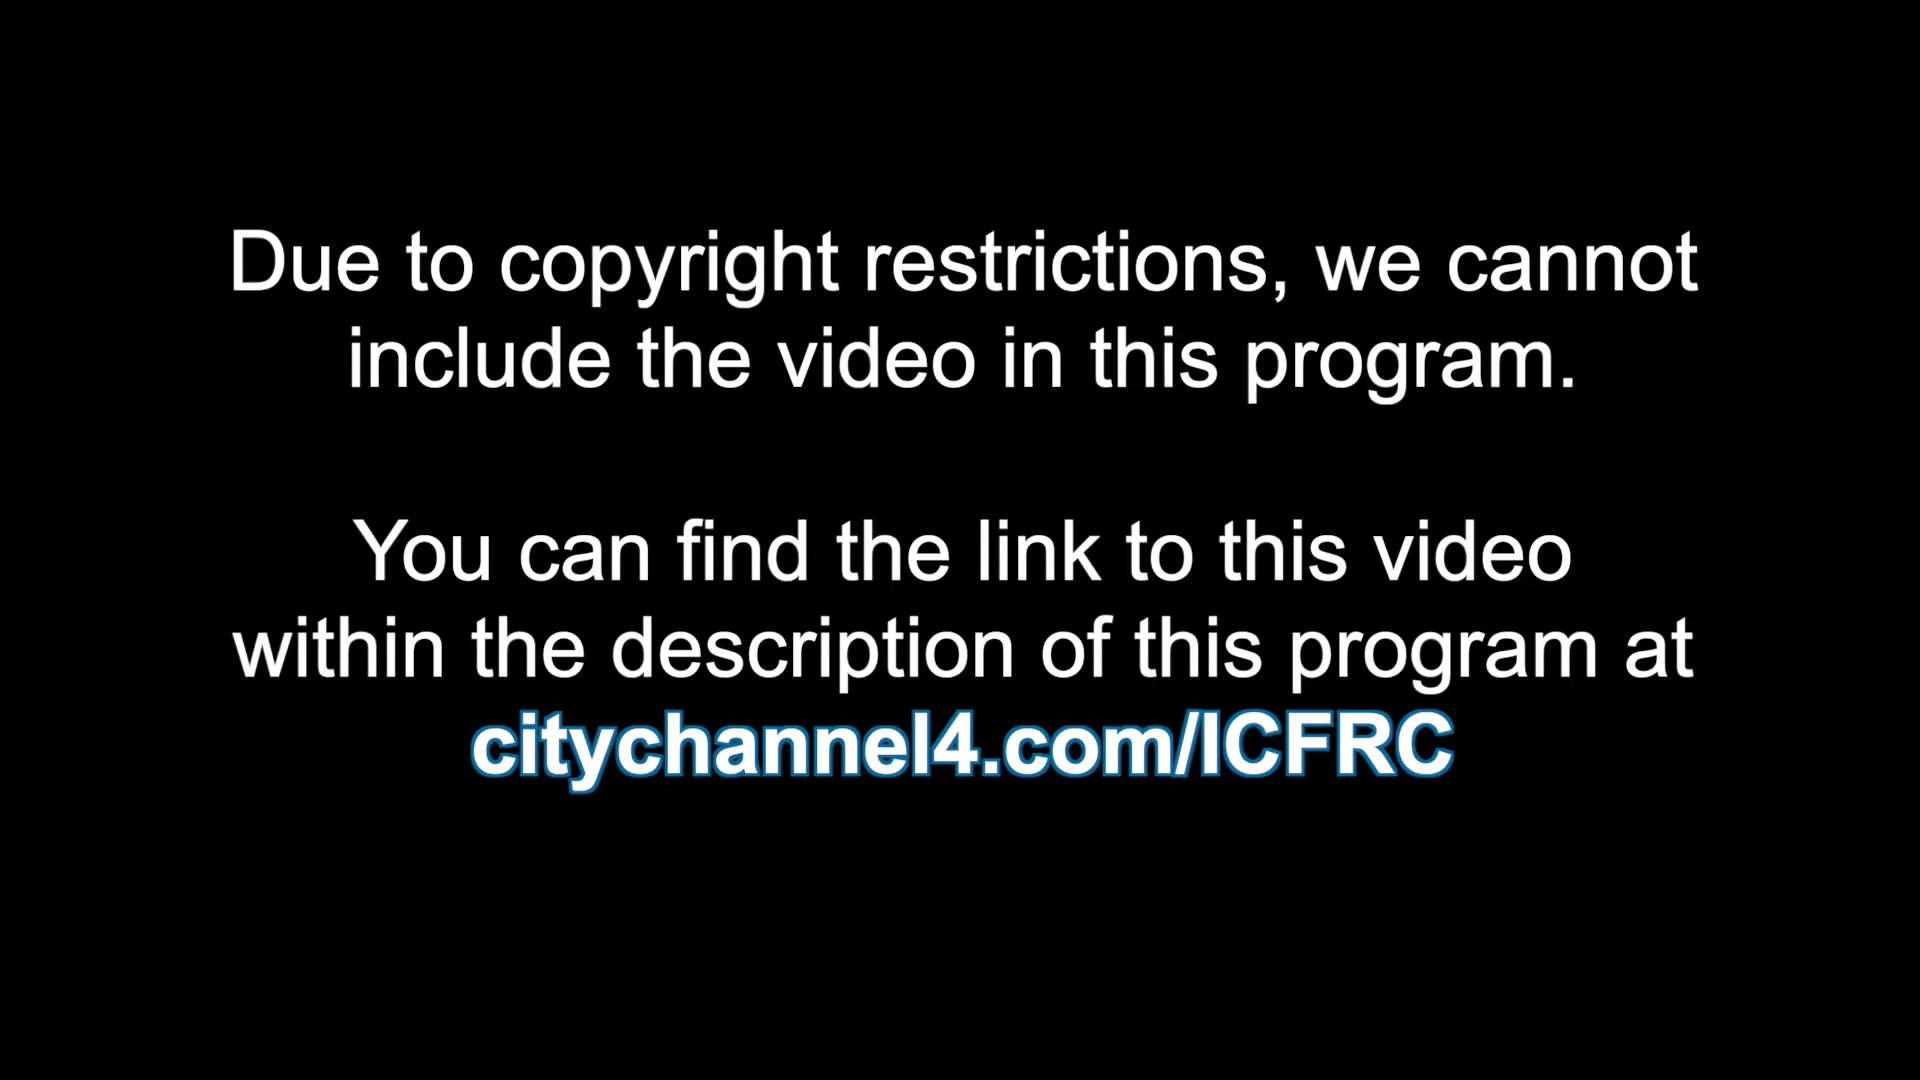 Due to copyright restrictions, we cannot
include the video in this program.
You can find the link to this video
within the description of this program at
citychannel4.com/ICFRC